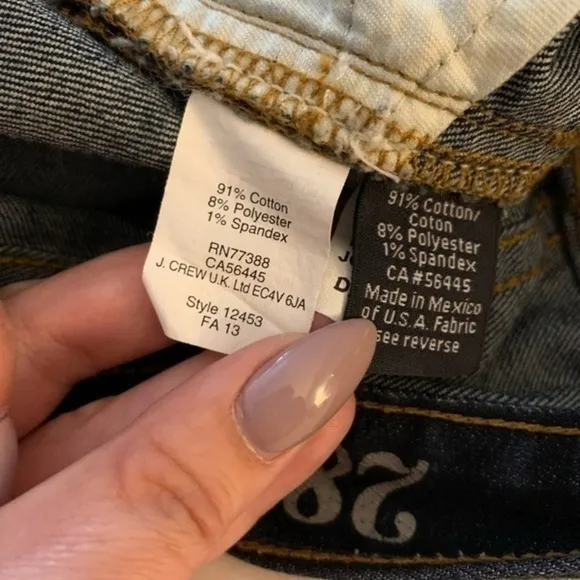 91% Cotton
8% Polyester
1% Spandex
RN77388
CA56445
J. CREW U.K. Ltd EC4V 6JA
Style 12453
FA 13
91% Cotton/
Coton
8% Polyester
1% Spandex
CA#56445
Made in Mexico
of U.S.A. Fabric
see reverse
J
D
28